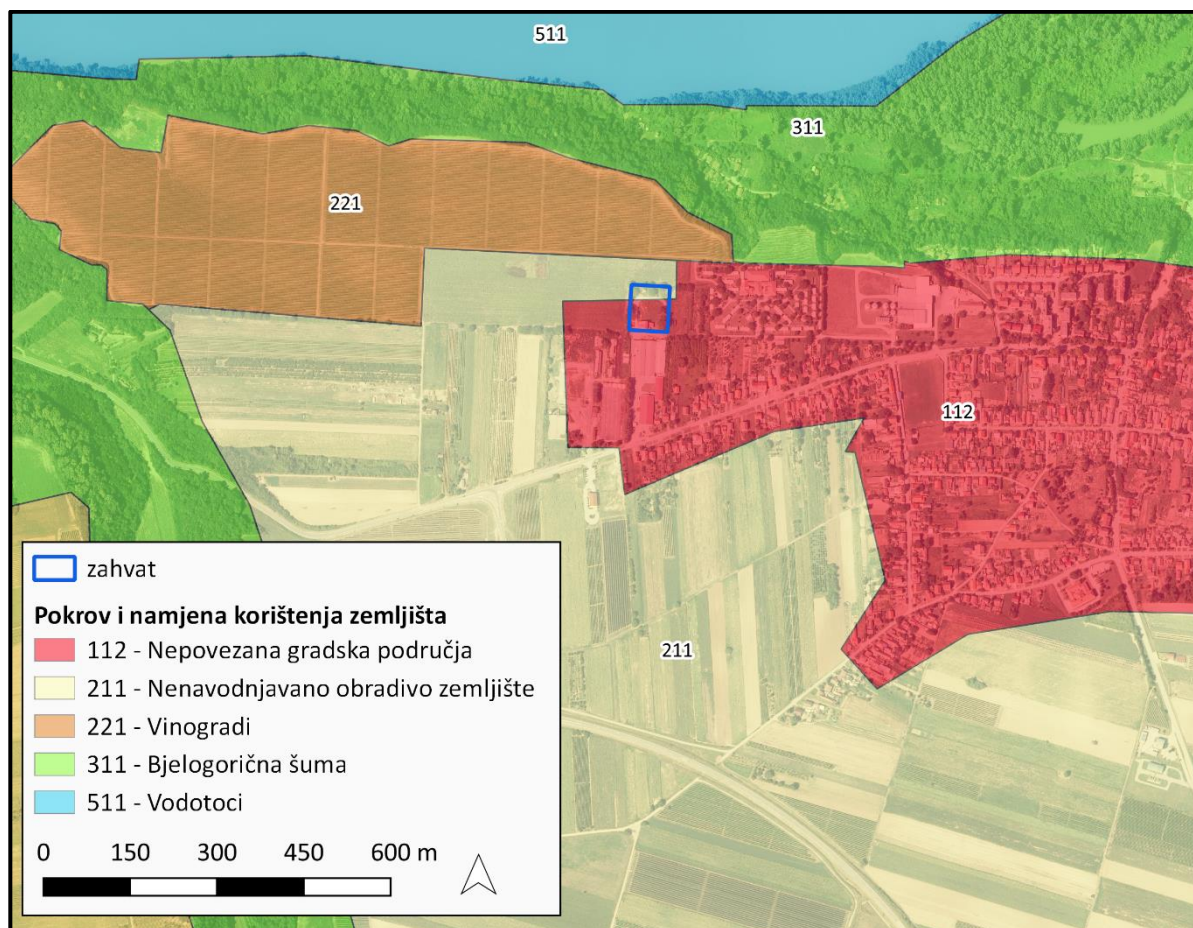 511
311
221
112
211
zahvat
Pokrov i namjena korištenja zemljišta
112 - Nepovezana gradska područja
211 - Nenavodnjavano obradivo zemljište
221 - Vinogradi
311 - Bjelogorična šuma
511 - Vodotoci
0 150 300 450 600 m